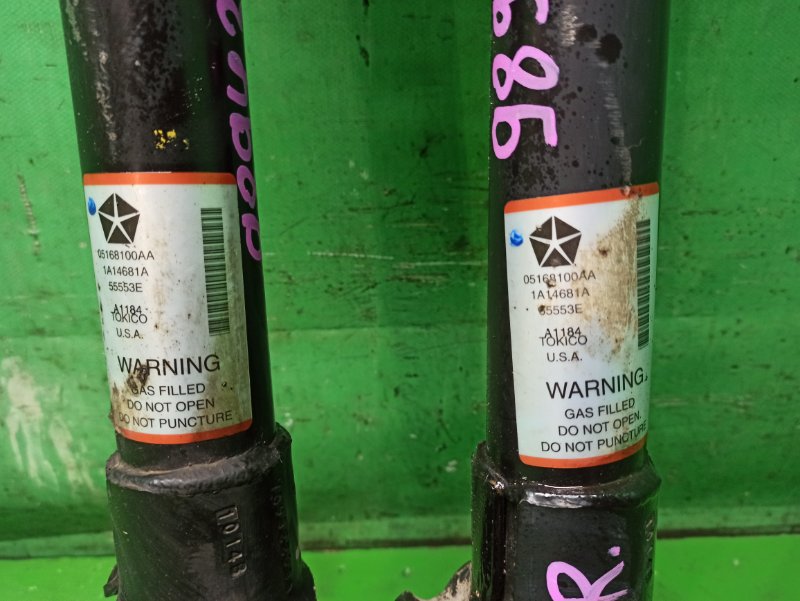 05168100AA
1A14681A
55553E
A1184
TOKICO
U.S.A.
WARNING
GAS FILLED
DO NOT OPEN
DO NOT PUNCTURE
985
05168100AA
1A14681A
55553E
A1184
TOKICO
U.S.A.
WARNING
GAS FILLED
DO NOT OPEN.
DO NOT PUNCTURE
R.